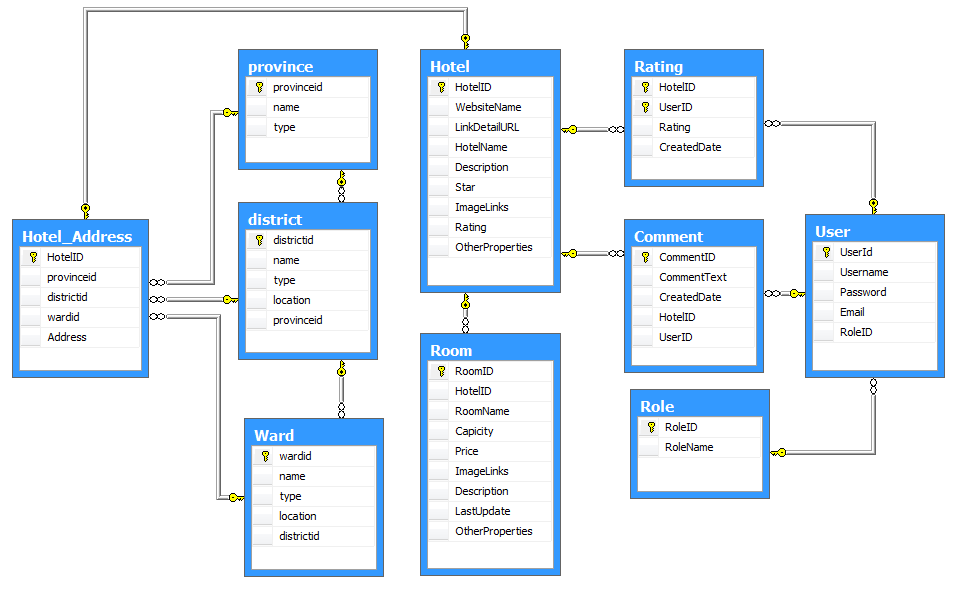 province
provinceid
name
type
Hotel
HotelID
WebsiteName
LinkDetailURL
HotelName
Description
Star
ImageLinks
Rating
OtherProperties
Rating
HotelID
UserID
Rating
CreatedDate
Hotel_Address
HotelID
provinceid
districtid
wardid
Address
district
districtid
name
type
location
provinceid
Comment
CommentID
CommentText
CreatedDate
HotelID
UserID
User
UserId
Username
Password
Email
RoleID
Ward
wardid
name
type
location
districtid
Room
RoomID
HotelID
RoomName
Capicity
Price
ImageLinks
Description
LastUpdate
OtherProperties
Role
RoleID
RoleName